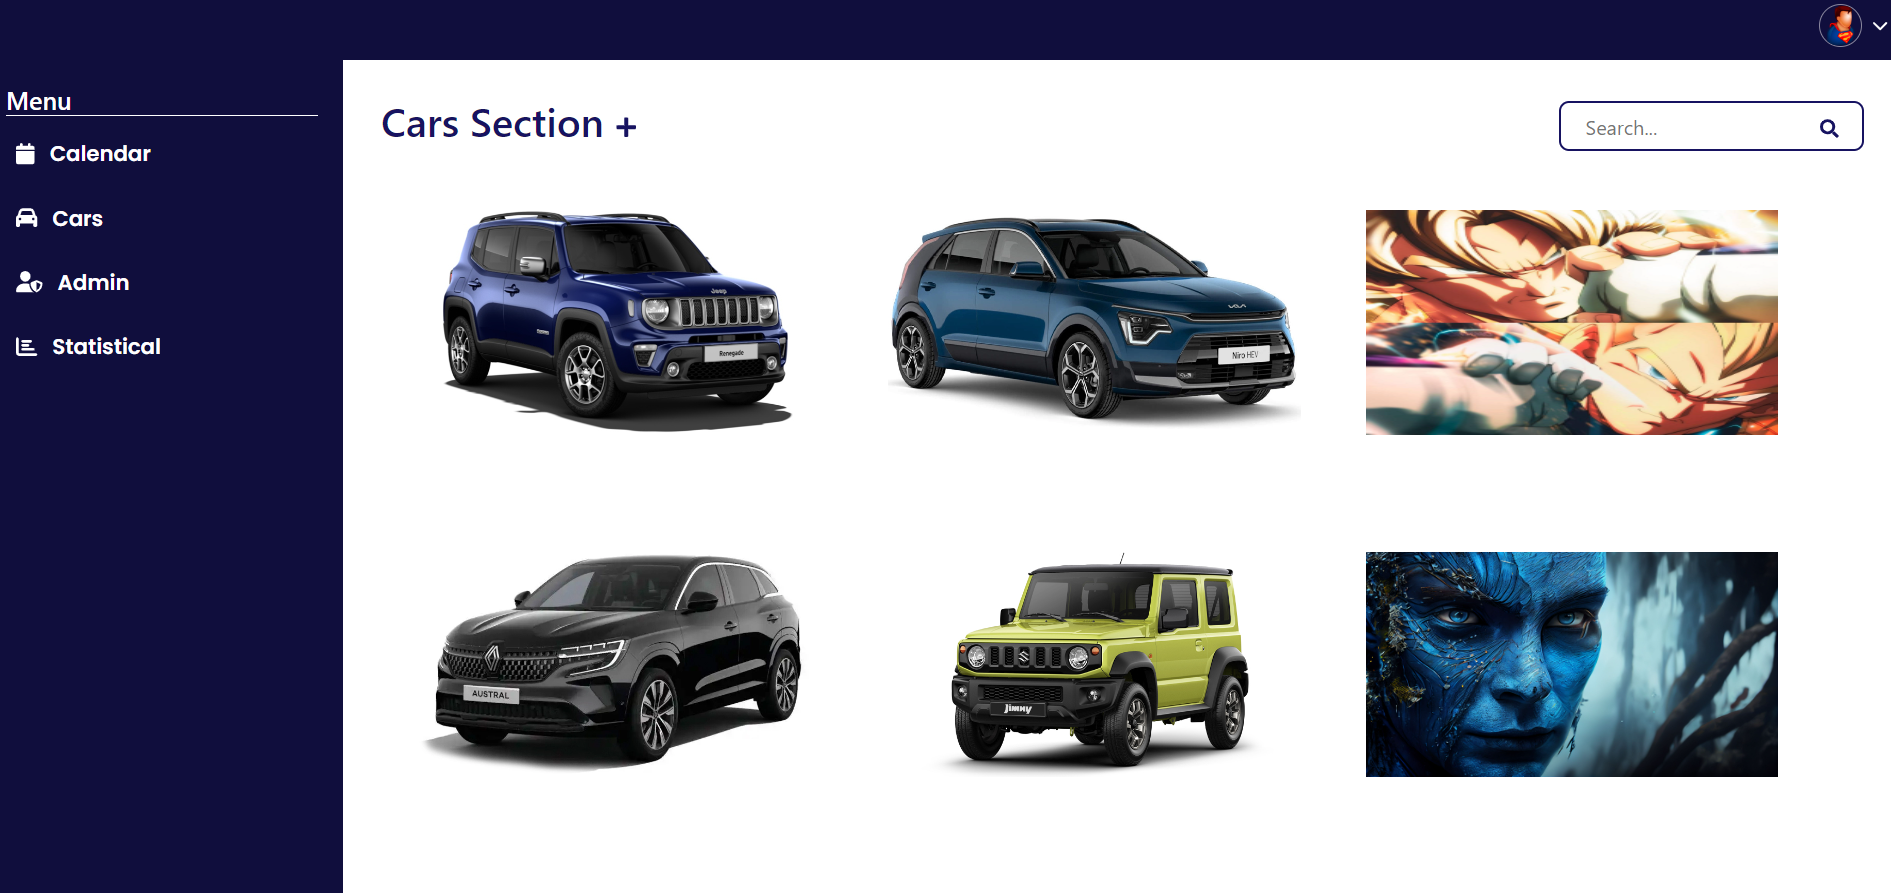 Menu
Calendar
Cars
Admin
Statistical
Cars Section +
Search...
Jeep
Renegade
KIA
Niro HEV
AUSTRAL
Jimny